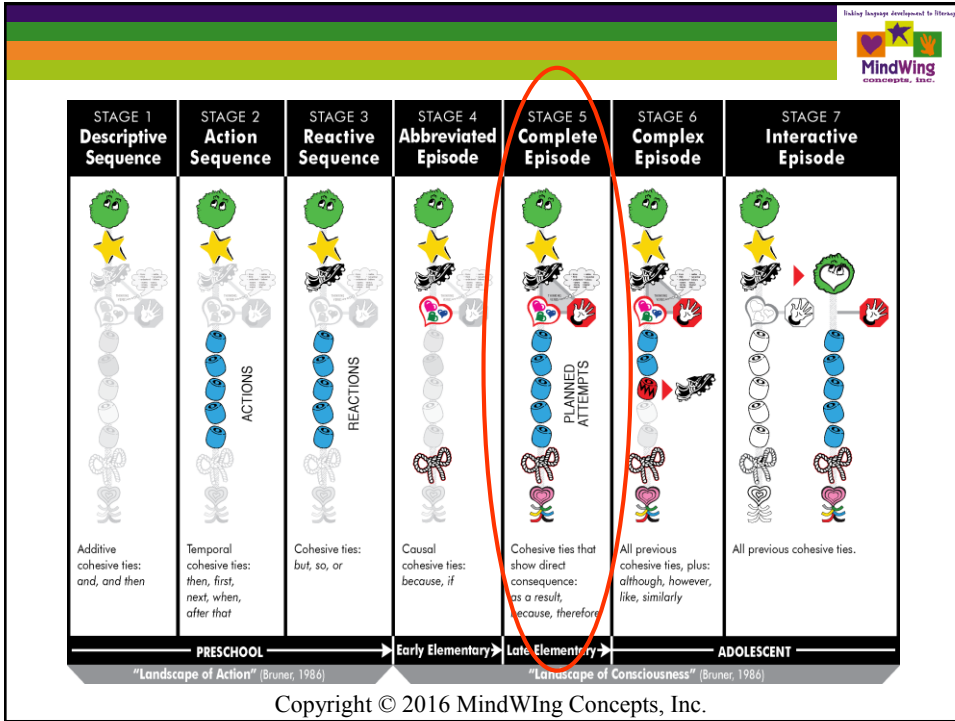 linking language development to literacy
MindWing
concepts, inc.
STAGE 1
Descriptive
Sequence
STAGE 2
Action
Sequence
STAGE 3
Reactive
Sequence
STAGE 4
Abbreviated
Episode
STAGE 5
Complete
Episode
STAGE 6
Complex
Episode
STAGE 7
Interactive
Episode
ACTIONS
REACTIONS
PLANNED
ATTEMPTS
Additive
cohesive ties:
and, and then
Temporal
cohesive ties:
then, first,
next, when,
after that
Cohesive ties:
but, so, or
Causal
cohesive ties:
because, if
Cohesive ties that
show direct
consequence:
as a result,
because, therefore
All previous
cohesive ties, plus:
although, however,
like, similarly
All previous cohesive ties.
PRESCHOOL
Early Elementary
Late Elementary
ADOLESCENT
"Landscape of Action" (Bruner, 1986)
"Landscape of Consciousness" (Bruner, 1986)
Copyright © 2016 MindWIng Concepts, Inc.